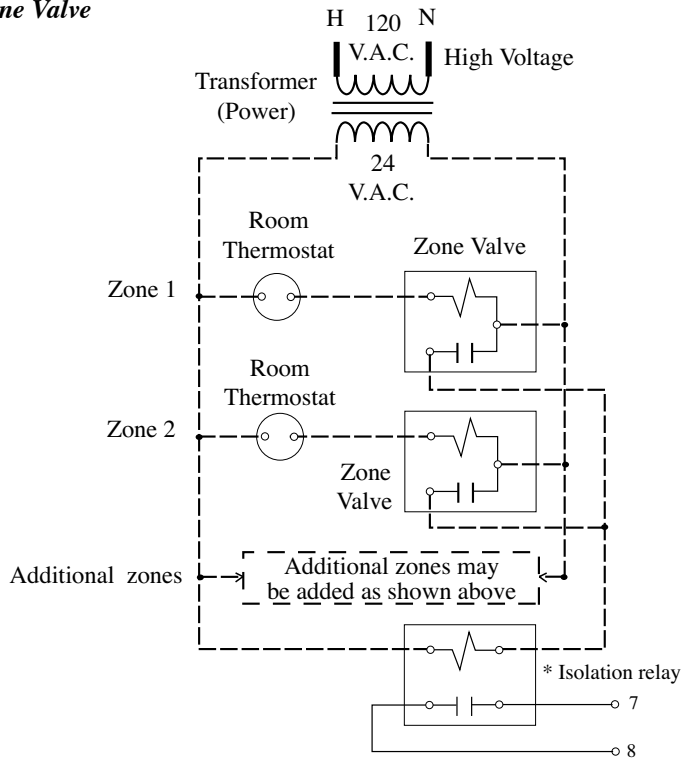 ne Valve
H 120 N
V.A.C.
High Voltage
Transformer
(Power)
24
V.A.C.
Room
Thermostat
Zone Valve
Zone 1
Room
Thermostat
Zone 2
Zone
Valve
Additional zones
Additional zones may
be added as shown above
* Isolation relay
7
8